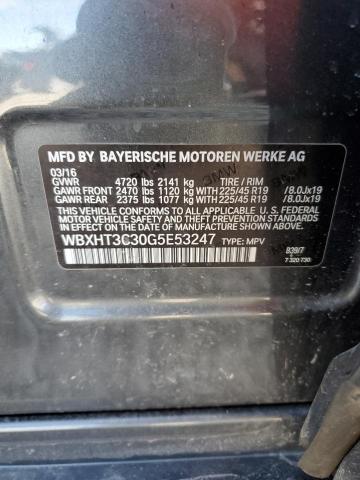 MFD BY BAYERISCHE MOTOREN WERKE AG
03/16
GVWR 4720 lbs 2141 kg TIRE / RIM
GAWR FRONT 2470 lbs 1120 kg WITH 225/45 R19 /8.0Jx19
GAWR REAR 2375 lbs 1077 kg WITH 225/45 R19 /8.0Jx19
WBXHT3C30G5E53247 TYPE: MPV
THIS VEHICLE CONFORMS TO ALL APPLICABLE U.S. FEDERAL MOTOR VEHICLE SAFETY AND THEFT PREVENTION STANDARDS IN EFFECT ON THE DATE OF MANUFACTURE SHOWN ABOVE.
B39/7
7 320 730